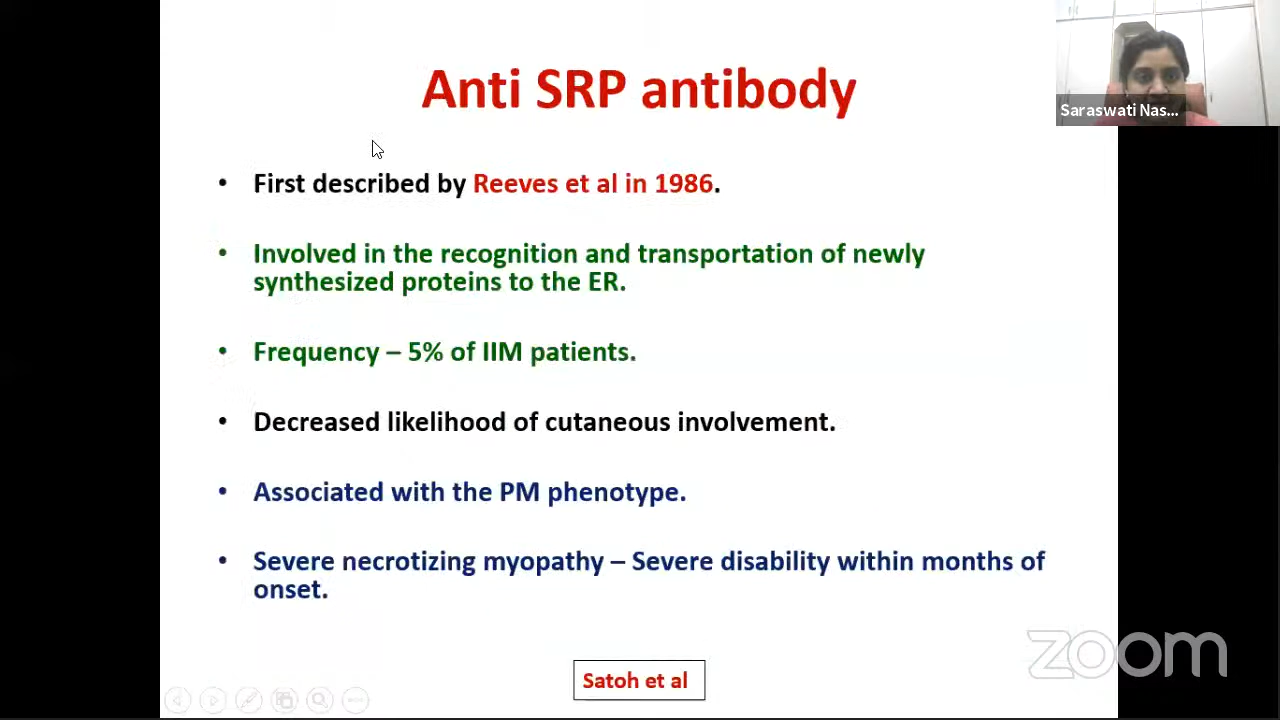 Anti SRP antibody
Saraswati Nas...
• First described by Reeves et al in 1986.
• Involved in the recognition and transportation of newly
synthesized proteins to the ER.
• Frequency – 5% of IIM patients.
• Decreased likelihood of cutaneous involvement.
• Associated with the PM phenotype.
• Severe necrotizing myopathy – Severe disability within months of
onset.
Satoh et al
zoom